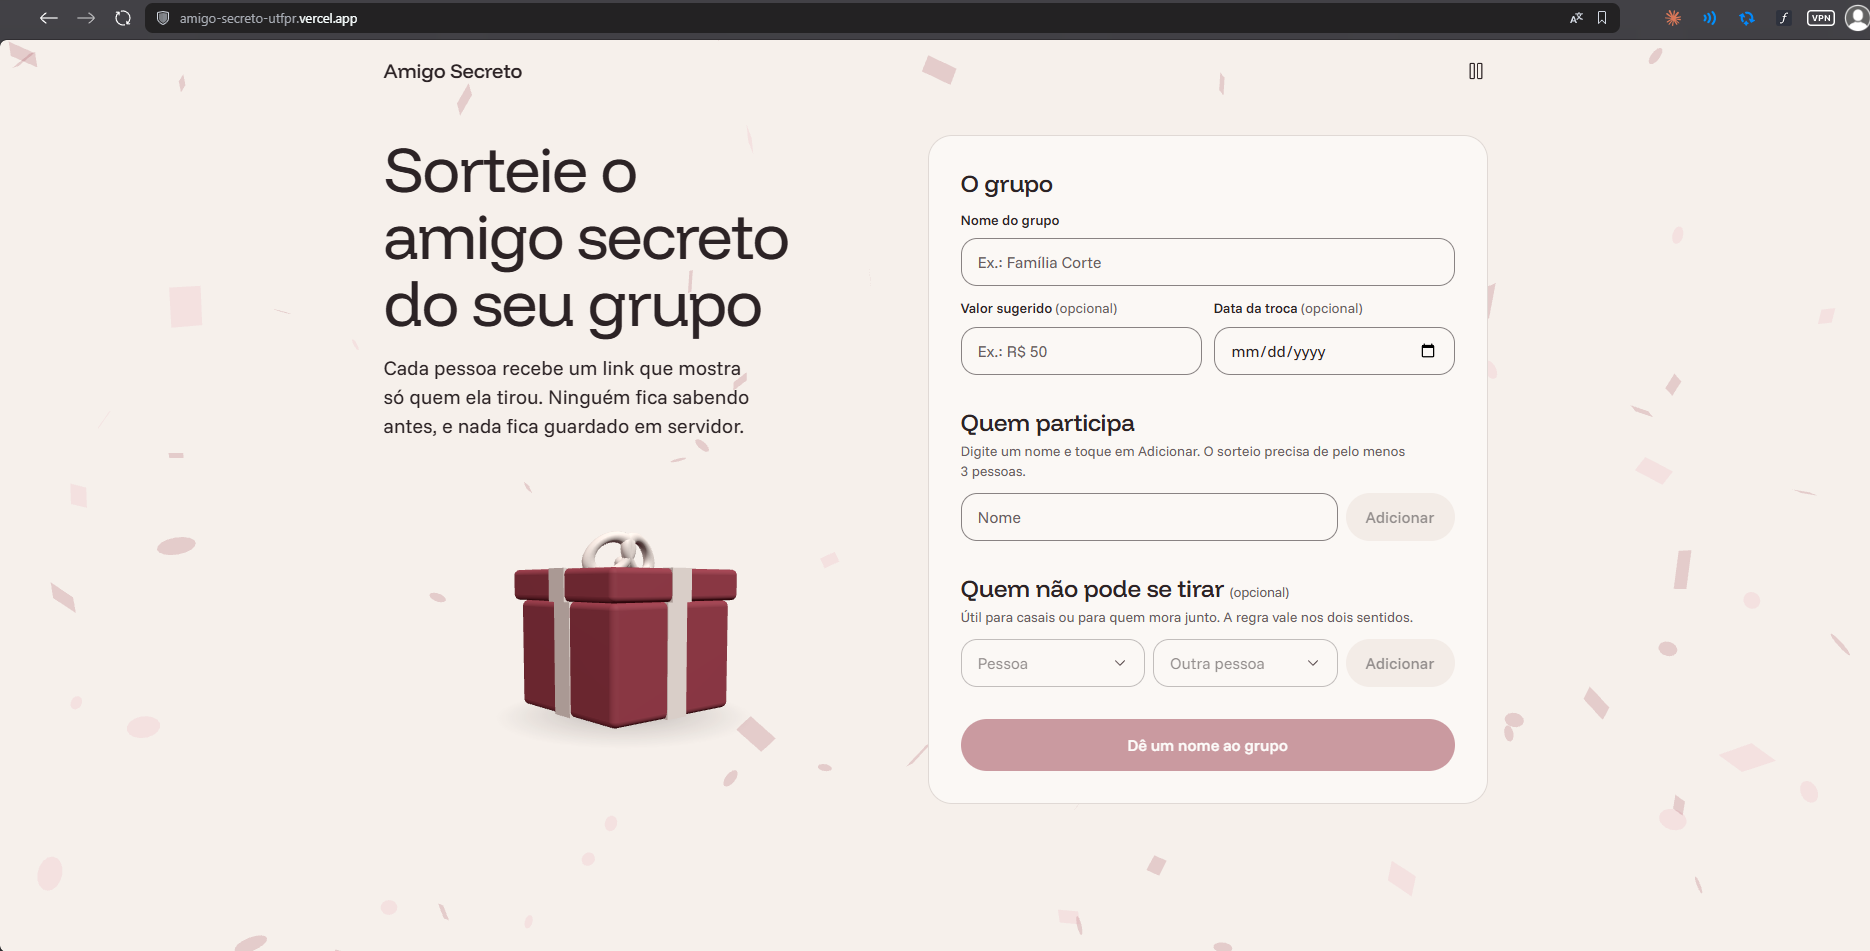 amigo-secreto-utfpr.vercel.app
VPN
Amigo Secreto
Sorteie o
amigo secreto
do seu grupo
Cada pessoa recebe um link que mostra
só quem ela tirou. Ninguém fica sabendo
antes, e nada fica guardado em servidor.
O grupo
Nome do grupo
Ex.: Família Corte
Valor sugerido (opcional) Data da troca (opcional)
Ex.: R$ 50 mm/dd/yyyy
Quem participa
Digite um nome e toque em Adicionar. O sorteio precisa de pelo menos
3 pessoas.
Nome Adicionar
Quem não pode se tirar (opcional)
Útil para casais ou para quem mora junto. A regra vale nos dois sentidos.
Pessoa Outra pessoa Adicionar
Dê um nome ao grupo